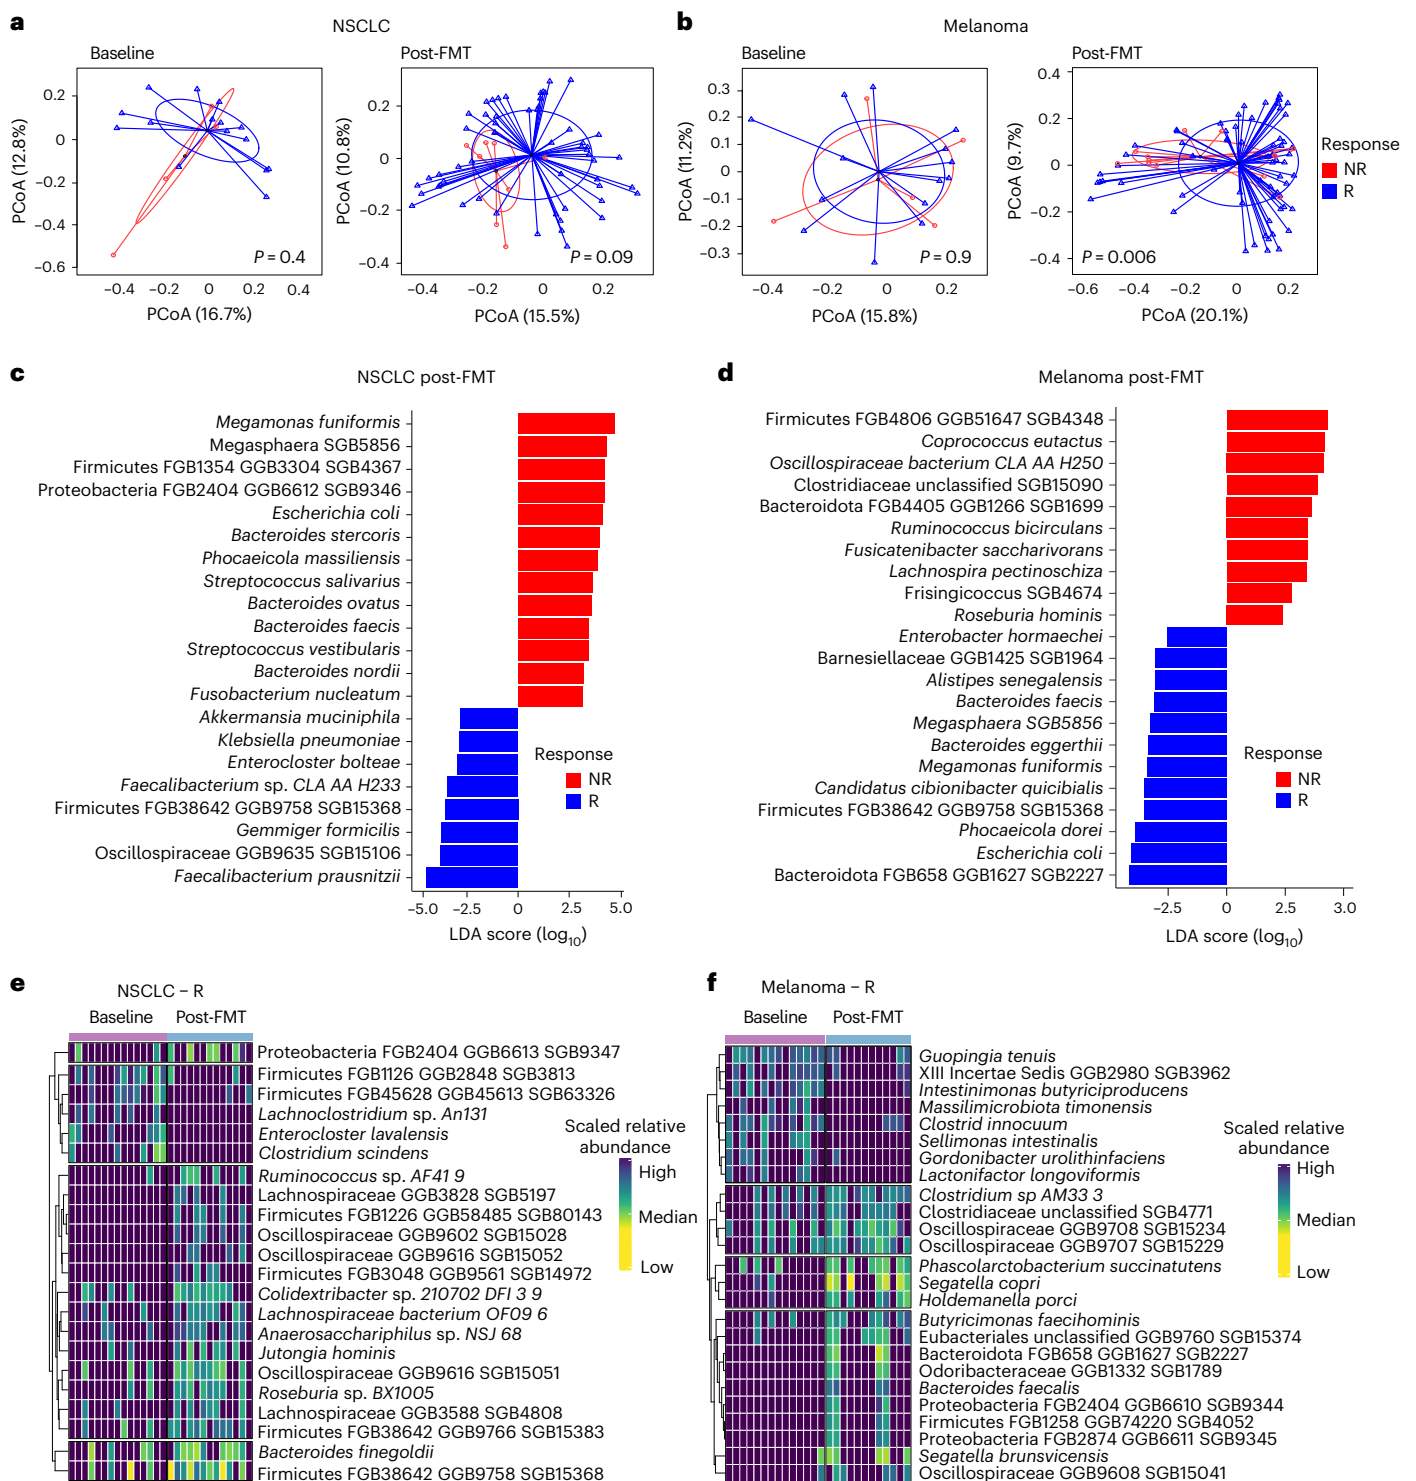 a
NSCLC
Baseline
Post-FMT
PCoA (12.8%)
0.2
0
−0.2
−0.4
−0.6
P = 0.4
−0.4
−0.2
0
0.2
0.4
PCoA (16.7%)
PCoA (10.8%)
0.2
0
−0.2
−0.4
P = 0.09
−0.4
−0.2
0
0.2
PCoA (15.5%)
b
Melanoma
Baseline
Post-FMT
PCoA (11.2%)
0.3
0.2
0.1
0
−0.1
−0.2
−0.3
P = 0.9
−0.4
−0.2
0
0.2
PCoA (15.8%)
PCoA (9.7%)
0.4
0.2
0
−0.2
−0.4
P = 0.006
−0.6
−0.4
−0.2
0
0.2
PCoA (20.1%)
Response
NR
R
c
NSCLC post-FMT
Megamonas funiformis
Megasphaera SGB5856
Firmicutes FGB1354 GGB3304 SGB4367
Proteobacteria FGB2404 GGB6612 SGB9346
Escherichia coli
Bacteroides stercoris
Phocaeicola massiliensis
Streptococcus salivarius
Bacteroides ovatus
Bacteroides faecis
Streptococcus vestibularis
Bacteroides nordii
Fusobacterium nucleatum
Akkermansia muciniphila
Klebsiella pneumoniae
Enterocloster bolteae
Faecalibacterium sp. CLA AA H233
Firmicutes FGB38642 GGB9758 SGB15368
Gemmiger formicilis
Oscillospiraceae GGB9635 SGB15106
Faecalibacterium prausnitzii
Response
NR
R
−5.0
−2.5
0
2.5
5.0
LDA score (log10)
d
Melanoma post-FMT
Firmicutes FGB4806 GGB51647 SGB4348
Coprococcus eutactus
Oscillospiraceae bacterium CLA AA H250
Clostridiaceae unclassified SGB15090
Bacteroidota FGB4405 GGB1266 SGB1699
Ruminococcus bicirculans
Fusicatenibacter saccharivorans
Lachnospira pectinoschiza
Frisingicoccus SGB4674
Roseburia hominis
Enterobacter hormaechei
Barnesiellaceae GGB1425 SGB1964
Alistipes senegalensis
Bacteroides faecis
Megasphaera SGB5856
Bacteroides eggerthii
Megamonas funiformis
Candidatus cibionibacter quicibialis
Firmicutes FGB38642 GGB9758 SGB15368
Phocaeicola dorei
Escherichia coli
Bacteroidota FGB658 GGB1627 SGB2227
Response
NR
R
−2.5
0
2.5
3.0
LDA score (log10)
e
NSCLC – R
Baseline
Post-FMT
Proteobacteria FGB2404 GGB6613 SGB9347
Firmicutes FGB1126 GGB2848 SGB3813
Firmicutes FGB45628 GGB45613 SGB63326
Lachnoclostridium sp. An131
Enterocloster lavalensis
Clostridium scindens
Ruminococcus sp. AF41 9
Lachnospiraceae GGB3828 SGB5197
Firmicutes FGB1226 GGB58485 SGB80143
Oscillospiraceae GGB9602 SGB15028
Oscillospiraceae GGB9616 SGB15052
Firmicutes FGB3048 GGB9561 SGB14972
Colidextribacter sp. 210702 DFI 3 9
Lachnospiraceae bacterium OF09 6
Anaerosacchariphilus sp. NSJ 68
Jutongia hominis
Oscillospiraceae GGB9616 SGB15051
Roseburia sp. BX1005
Lachnospiraceae GGB3588 SGB4808
Firmicutes FGB38642 GGB9766 SGB15383
Bacteroides finegoldii
Firmicutes FGB38642 GGB9758 SGB15368
Scaled relative
abundance
High
Median
Low
f
Melanoma – R
Baseline
Post-FMT
Guopingia tenuis
XIII Incertae Sedis GGB2980 SGB3962
Intestinimonas butyriciproducens
Massilimicrobiota timonensis
Clostrid innocuum
Sellimonas intestinalis
Gordonibacter urolithinfaciens
Lactonifactor longoviformis
Clostridium sp AM33 3
Clostridiaceae unclassified SGB4771
Oscillospiraceae GGB9708 SGB15234
Oscillospiraceae GGB9707 SGB15229
Phascolarctobacterium succinatutens
Segatella copri
Holdemanella porci
Butyricimonas faecihominis
Eubacteriales unclassified GGB9760 SGB15374
Bacteroidota FGB658 GGB1627 SGB2227
Odoribacteraceae GGB1332 SGB1789
Bacteroides faecalis
Proteobacteria FGB2404 GGB6610 SGB9344
Firmicutes FGB1258 GGB74220 SGB4052
Proteobacteria FGB2874 GGB6611 SGB9345
Segatella brunsvicensis
Oscillospiraceae GGB9608 SGB15041
Scaled relative
abundance
High
Median
Low